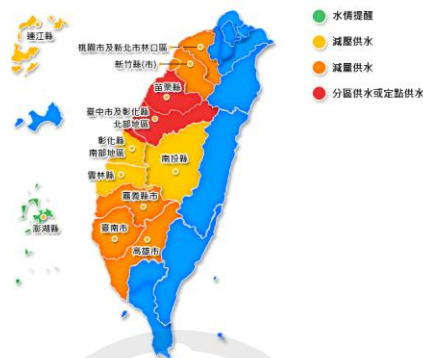 水情提醒
減壓供水
減量供水
分區供水或定點供水
連江縣
桃園市及新北市林口區
新竹縣(市)
苗栗縣
臺中市及彰化縣
北部地區
彰化縣
南部地區
南投縣
雲林縣
嘉義縣市
澎湖縣
臺南市
高雄市